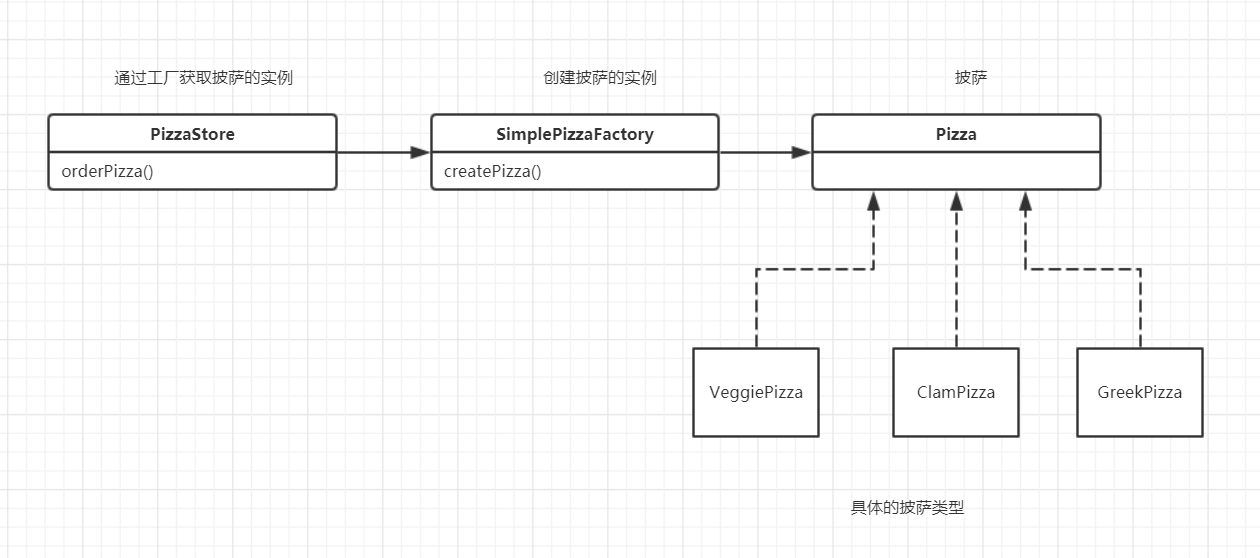 通过工厂获取披萨的实例
创建披萨的实例
披萨
PizzaStore
SimplePizzaFactory
Pizza
orderPizza()
createPizza()
VeggiePizza
ClamPizza
GreekPizza
具体的披萨类型